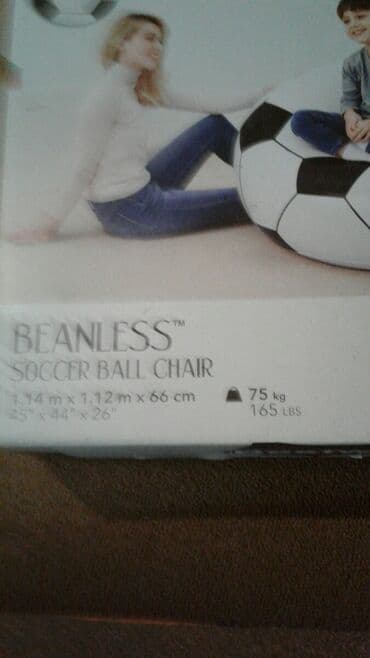 BEANLESS™
SOCCER BALL CHAIR
1.14 m x 1.12 m x 66 cm
45" x 44" x 26"
75 kg
165 LBS